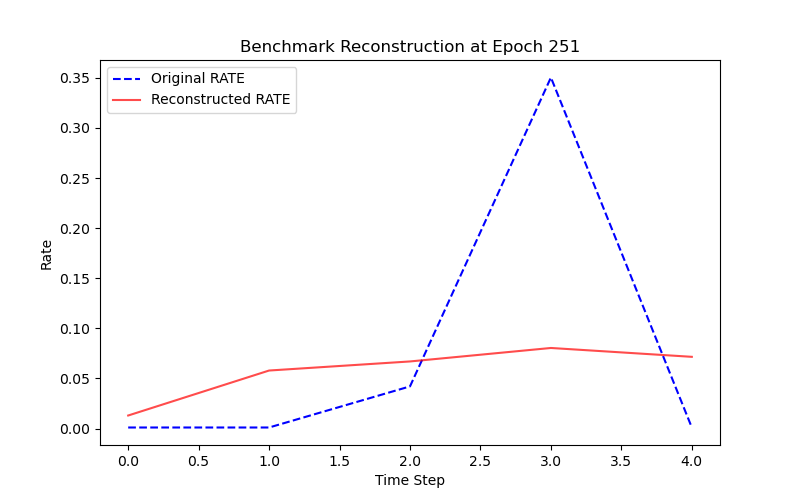 Benchmark Reconstruction at Epoch 251
Original RATE
Reconstructed RATE
0.35
0.30
0.25
0.20
0.15
0.10
0.05
0.00
Rate
0.0 0.5 1.0 1.5 2.0 2.5 3.0 3.5 4.0
Time Step